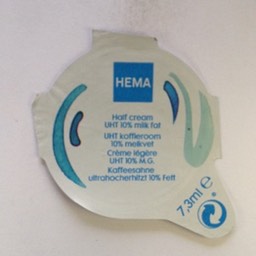 HEMA
Half cream
UHT 10% milk fat
UHT koffieroom
10% melkvet
Crème légère
UHT 10% M.G.
Kaffeesahne
ultrahocherhitzt 10% Fett
7,3ml ℮